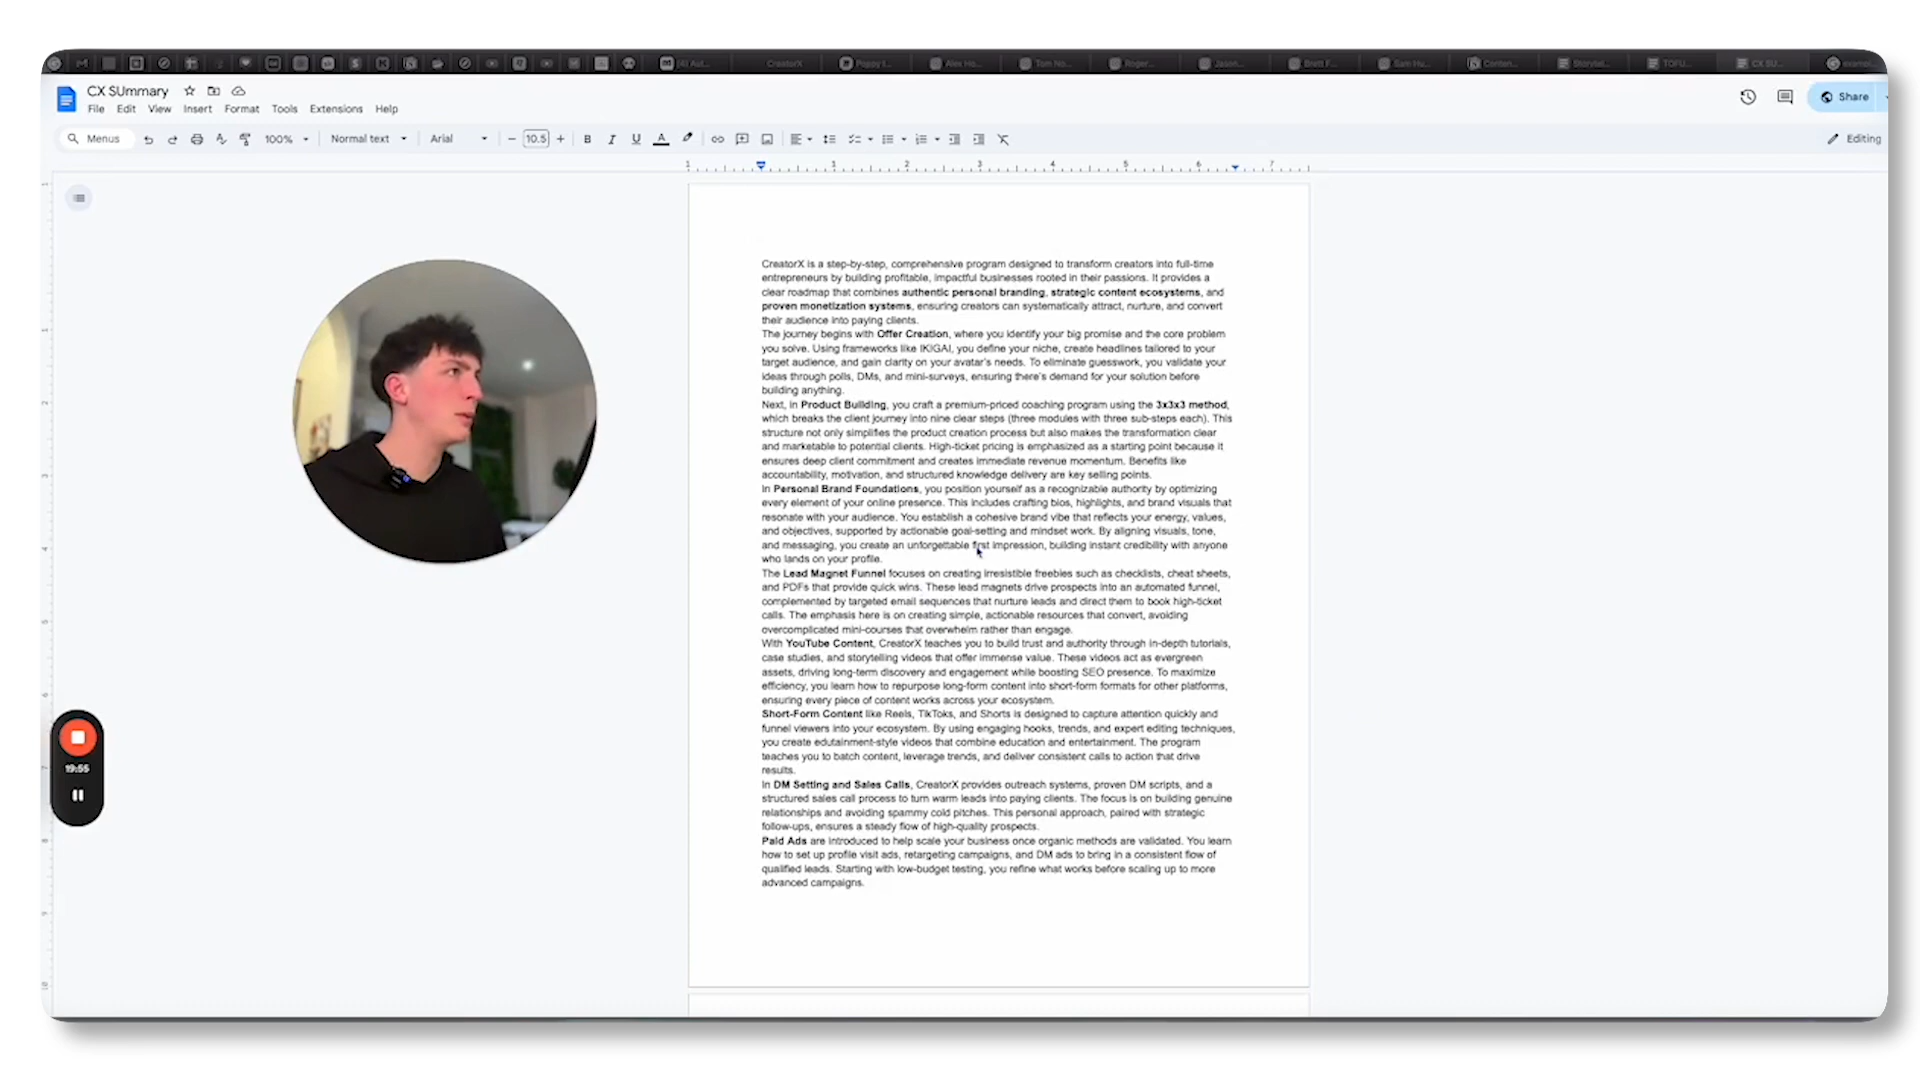 (4) Aut...
CreatorX
Poppy I...
Alex Ho...
Tom No...
Roger...
Jason...
Brett F...
Sam Hu...
Conten...
Storytel...
TOFU...
CX SU...
CX SUmmary
File Edit View Insert Format Tools Extensions Help
Share
Menus
100%
Normal text
Arial
10.5
Editing
1 1 2 3 4 5 6 7
CreatorX is a step-by-step, comprehensive program designed to transform creators into full-time
entrepreneurs by building profitable, impactful businesses rooted in their passions. It provides a
clear roadmap that combines authentic personal branding, strategic content ecosystems, and
proven monetization systems, ensuring creators can systematically attract, nurture, and convert
their audience into paying clients.
The journey begins with Offer Creation, where you identify your big promise and the core problem
you solve. Using frameworks like IKIGAI, you define your niche, create headlines tailored to your
target audience, and gain clarity on your avatar's needs. To eliminate guesswork, you validate your
ideas through polls, DMs, and mini-surveys, ensuring there's demand for your solution before
building anything.
Next, in Product Building, you craft a premium-priced coaching program using the 3x3x3 method,
which breaks the client journey into nine clear steps (three modules with three sub-steps each). This
structure not only simplifies the product creation process but also makes the transformation clear
and marketable to potential clients. High-ticket pricing is emphasized as a starting point because it
ensures deep client commitment and creates immediate revenue momentum. Benefits like
accountability, motivation, and structured knowledge delivery are key selling points.
In Personal Brand Foundations, you position yourself as a recognizable authority by optimizing
every element of your online presence. This includes crafting bios, highlights, and brand visuals that
resonate with your audience. You establish a cohesive brand vibe that reflects your energy, values,
and objectives, supported by actionable goal-setting and mindset work. By aligning visuals, tone,
and messaging, you create an unforgettable first impression, building instant credibility with anyone
who lands on your profile.
The Lead Magnet Funnel focuses on creating irresistible freebies such as checklists, cheat sheets,
and PDFs that provide quick wins. These lead magnets drive prospects into an automated funnel,
complemented by targeted email sequences that nurture leads and direct them to book high-ticket
calls. The emphasis here is on creating simple, actionable resources that convert, avoiding
overcomplicated mini-courses that overwhelm rather than engage.
With YouTube Content, CreatorX teaches you to build trust and authority through in-depth tutorials,
case studies, and storytelling videos that offer immense value. These videos act as evergreen
assets, driving long-term discovery and engagement while boosting SEO presence. To maximize
efficiency, you learn how to repurpose long-form content into short-form formats for other platforms,
ensuring every piece of content works across your ecosystem.
Short-Form Content like Reels, TikToks, and Shorts is designed to capture attention quickly and
funnel viewers into your ecosystem. By using engaging hooks, trends, and expert editing techniques,
you create edutainment-style videos that combine education and entertainment. The program
teaches you to batch content, leverage trends, and deliver consistent calls to action that drive
results.
In DM Setting and Sales Calls, CreatorX provides outreach systems, proven DM scripts, and a
structured sales call process to turn warm leads into paying clients. The focus is on building genuine
relationships and avoiding spammy cold pitches. This personal approach, paired with strategic
follow-ups, ensures a steady flow of high-quality prospects.
Paid Ads are introduced to help scale your business once organic methods are validated. You learn
how to set up profile visit ads, retargeting campaigns, and DM ads to bring in a consistent flow of
qualified leads. Starting with low-budget testing, you refine what works before scaling up to more
advanced campaigns.
19:55